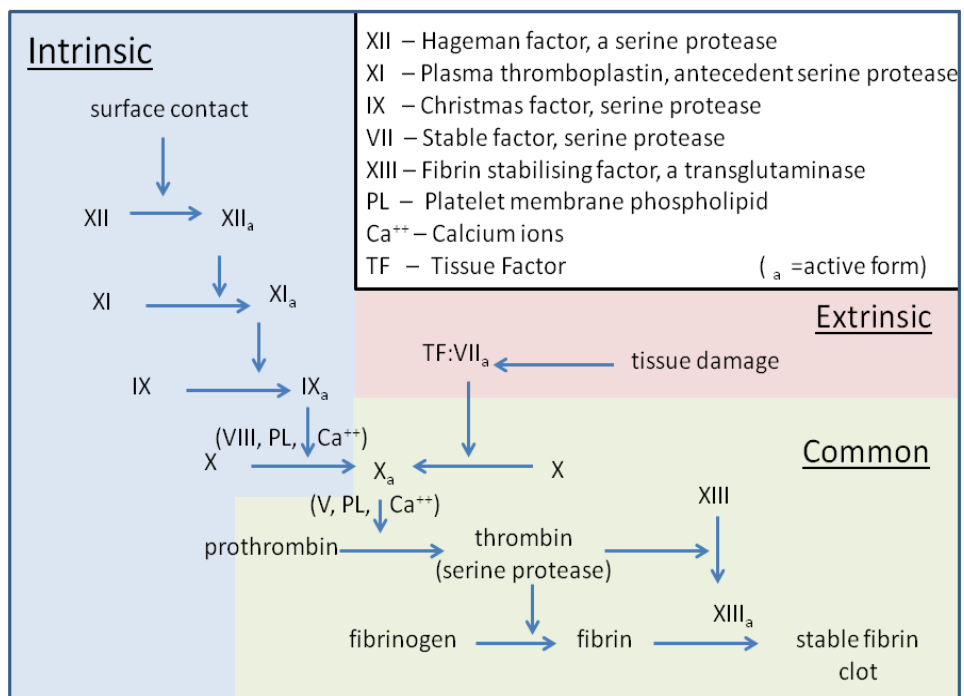 Intrinsic
surface contact
XII XIIₐ
XI XIₐ
IX IXₐ
(VIII, PL, Ca⁺⁺)
X
XII – Hageman factor, a serine protease
XI – Plasma thromboplastin, antecedent serine protease
IX – Christmas factor, serine protease
VII – Stable factor, serine protease
XIII – Fibrin stabilising factor, a transglutaminase
PL – Platelet membrane phospholipid
Ca⁺⁺ – Calcium ions
TF – Tissue Factor ( ₐ =active form)
Extrinsic
TF:VIIₐ tissue damage
Common
Xₐ X
(V, PL, Ca⁺⁺)
XIII
prothrombin thrombin
(serine protease)
XIIIₐ
fibrinogen fibrin stable fibrin
clot